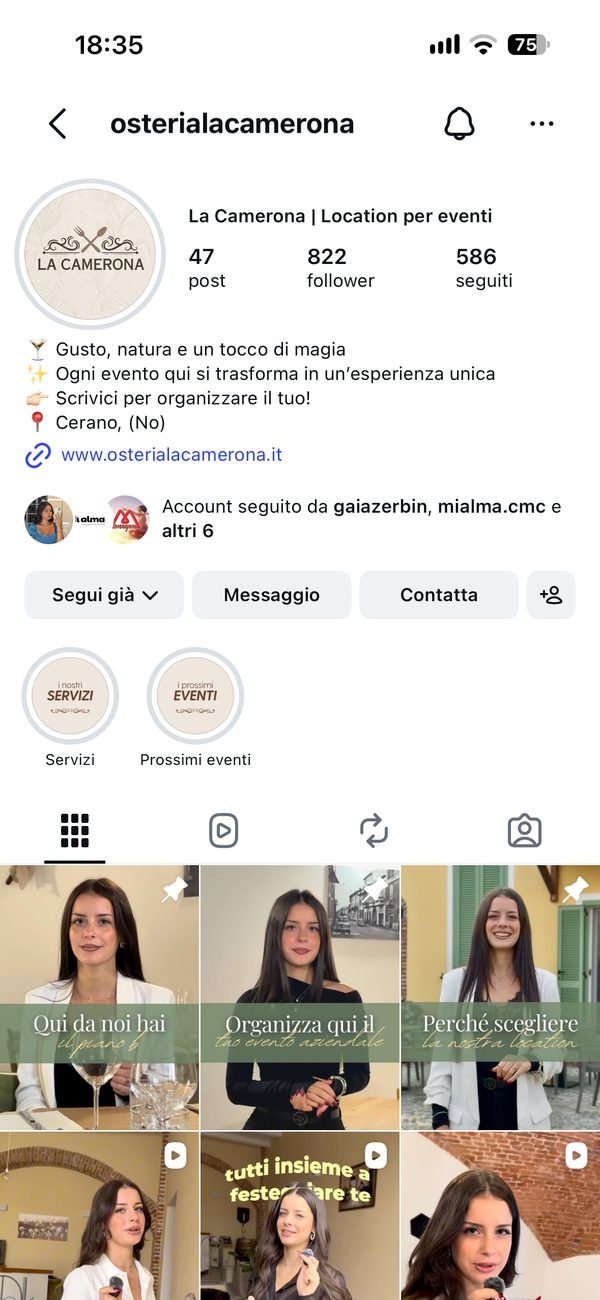 18:35
75
osterialacamerona
LA CAMERONA
La Camerona | Location per eventi
47
822
586
post
follower
seguiti
Gusto, natura e un tocco di magia
Ogni evento qui si trasforma in un'esperienza unica
Scrivici per organizzare il tuo!
Cerano, (No)
www.osterialacamerona.it
alma
Account seguito da gaiazerbin, mialma.cmc e
altri 6
Segui già
Messaggio
Contatta
i nostri
SERVIZI
i prossimi
EVENTI
Servizi
Prossimi eventi
Qui da noi hai
il piano b
Organizza qui il
tuo evento aziendale
Perché scegliere
la nostra location
tutti insieme a
te